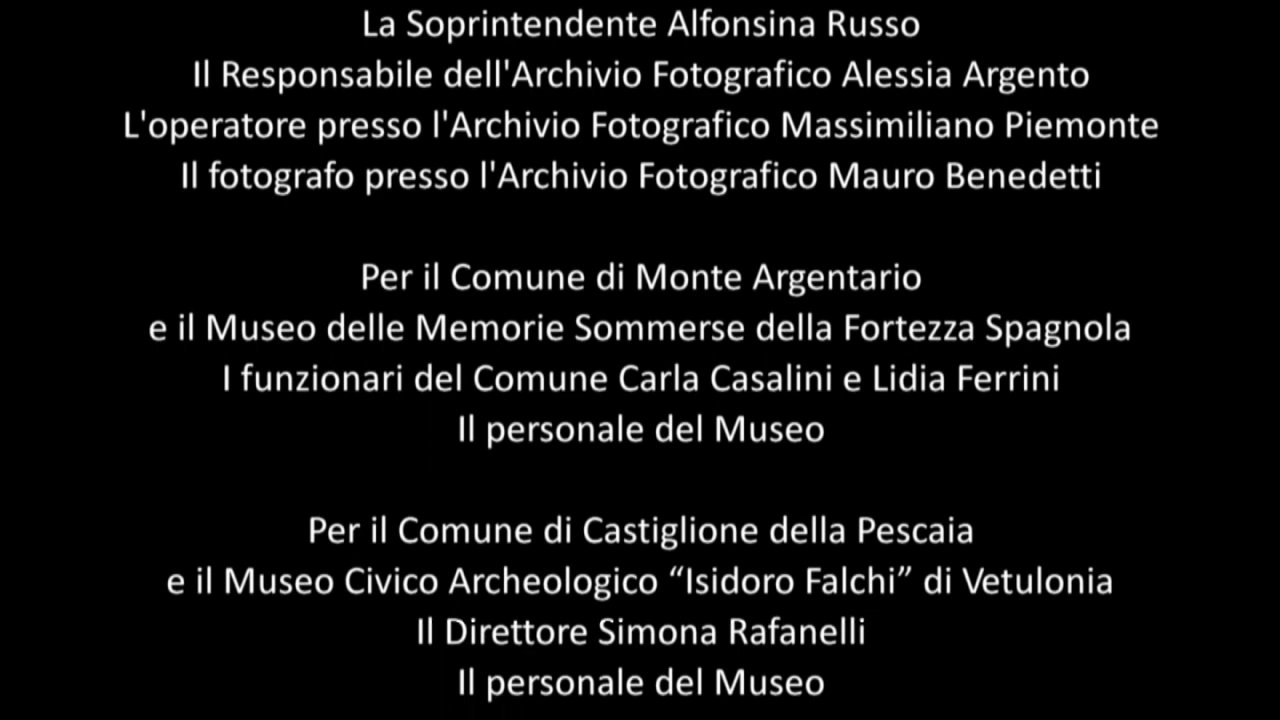 La Soprintendente Alfonsina Russo
Il Responsabile dell'Archivio Fotografico Alessia Argento
L'operatore presso l'Archivio Fotografico Massimiliano Piemonte
Il fotografo presso l'Archivio Fotografico Mauro Benedetti
Per il Comune di Monte Argentario
e il Museo delle Memorie Sommerse della Fortezza Spagnola
I funzionari del Comune Carla Casalini e Lidia Ferrini
Il personale del Museo
Per il Comune di Castiglione della Pescaia
e il Museo Civico Archeologico “Isidoro Falchi” di Vetulonia
Il Direttore Simona Rafanelli
Il personale del Museo